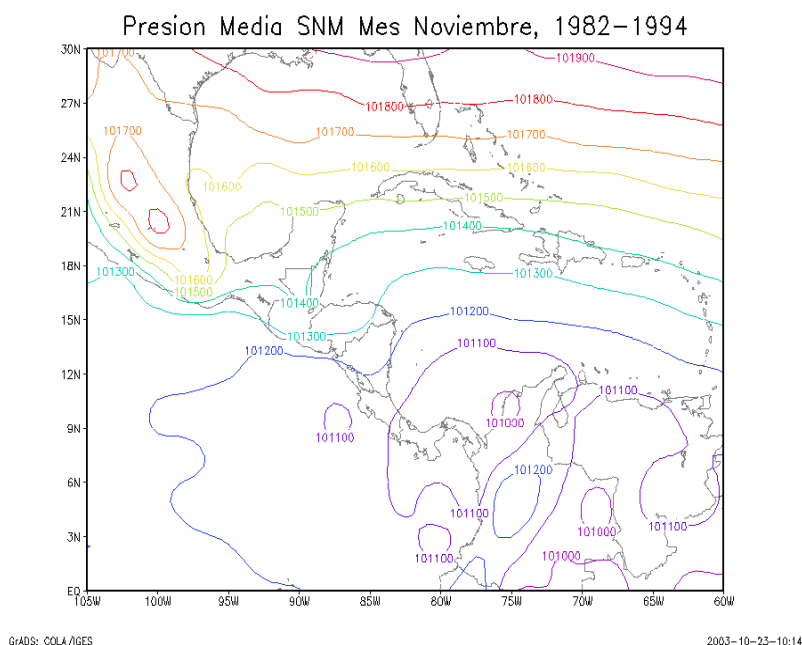 Presion Media SNM Mes Noviembre, 1982-1994
30N
101700
101900
27N
101800
101800
101700
101700
101700
24N
101600
101600
101600
21N
101500
101500
101400
18N
101300
101300
101600
101500
101400
15N
101200
101300
101200
101100
12N
101100
101000
9N
101100
101200
6N
101100
101100
3N
101000
101100
101000
EQ
105W 100W 95W 90W 85W 80W 75W 70W 65W 60W
GrADS: COLA/IGES
2003-10-23-10:14